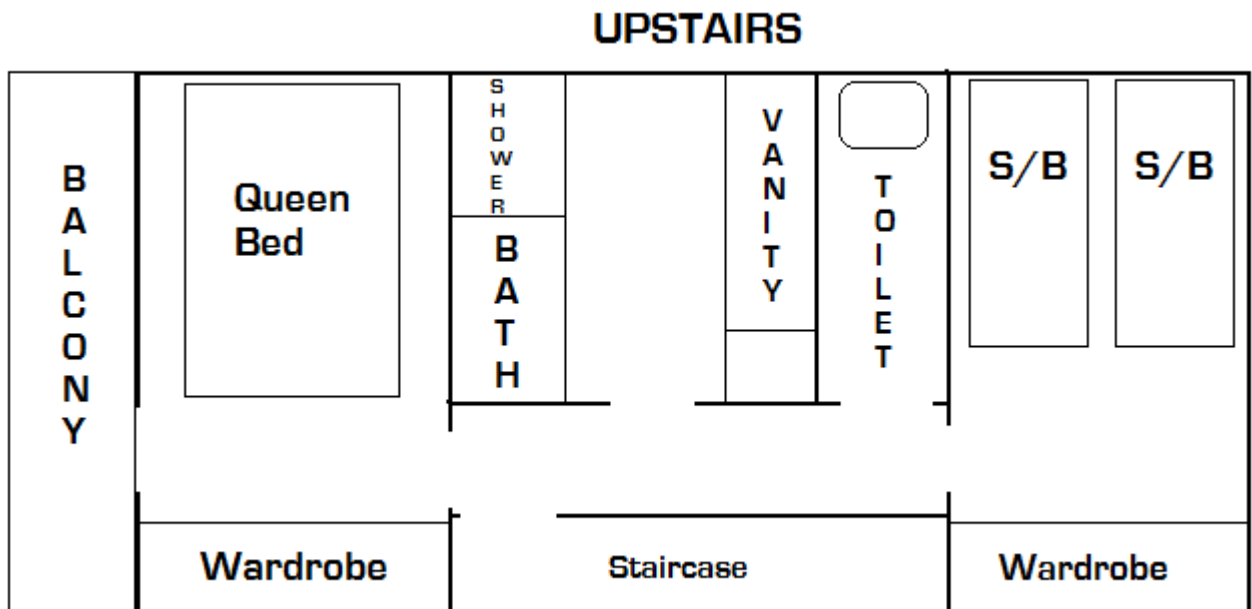 UPSTAIRS
BALCONY
Queen
Bed
SHOWER
BATH
VANITY
TOILET
S/B
S/B
Wardrobe
Staircase
Wardrobe